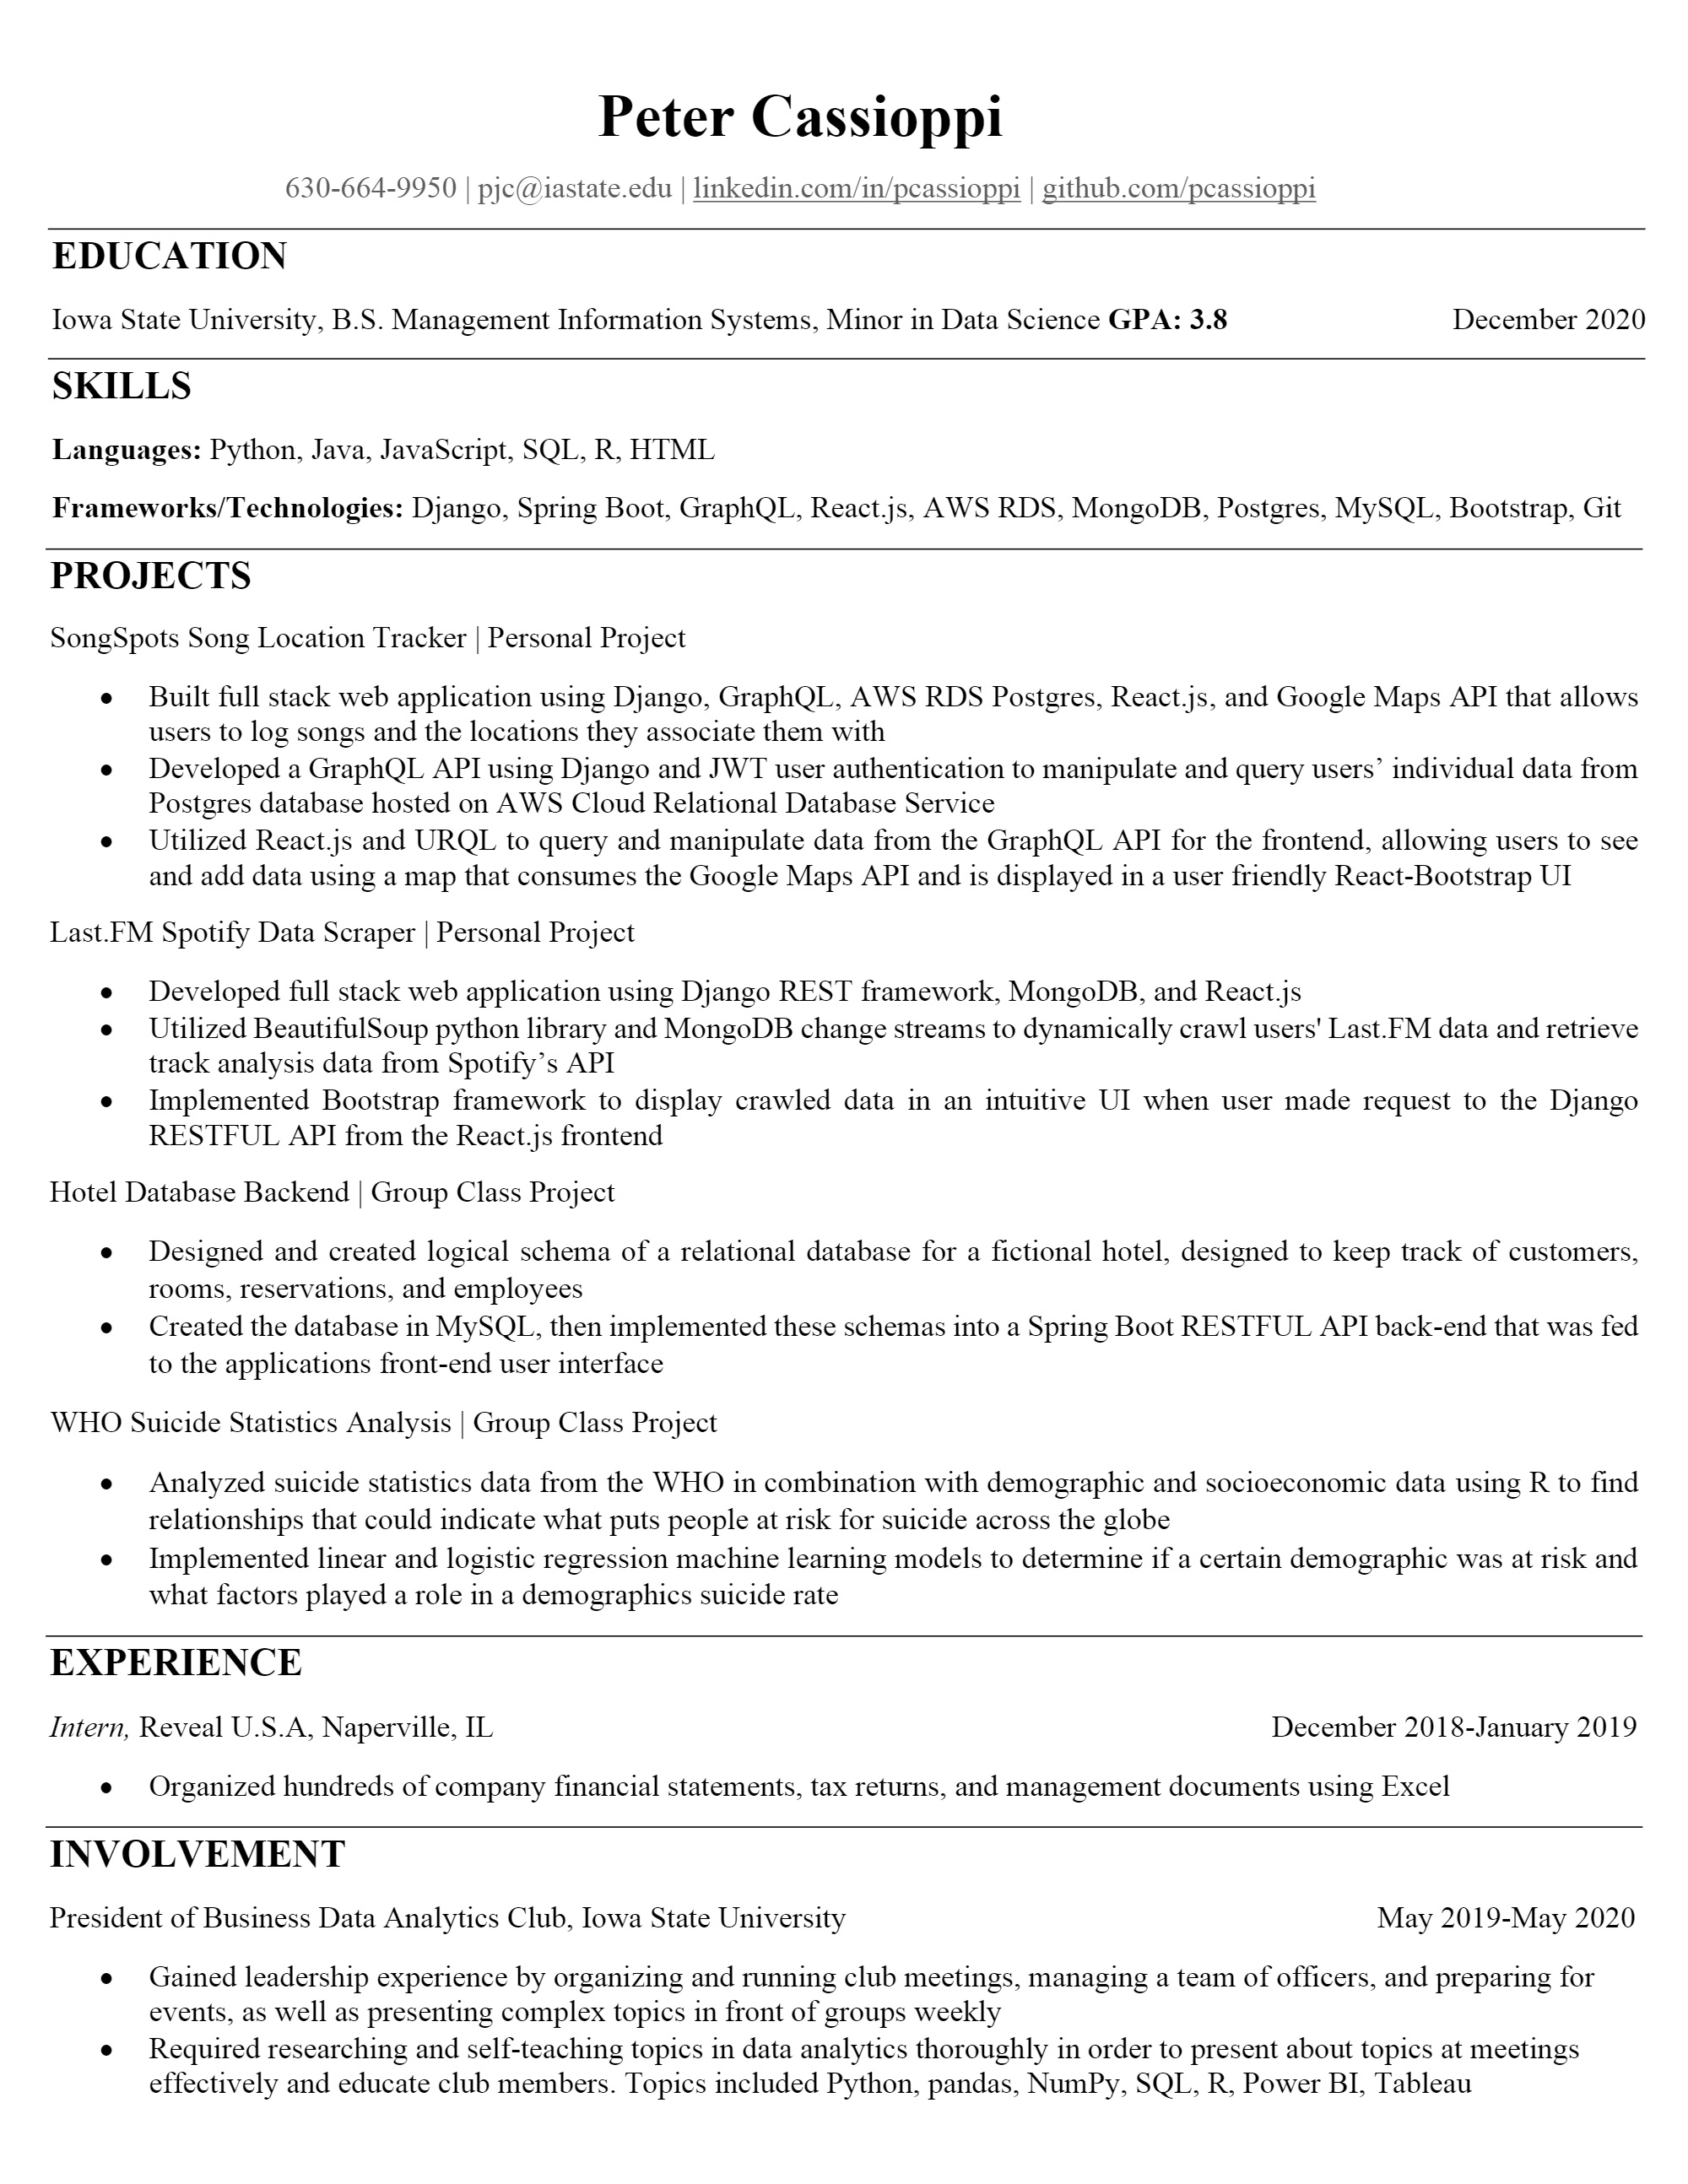 Peter Cassioppi
630-664-9950 | pjc@iastate.edu | linkedin.com/in/pcassioppi | github.com/pcassioppi
EDUCATION
Iowa State University, B.S. Management Information Systems, Minor in Data Science GPA: 3.8 December 2020
SKILLS
Languages: Python, Java, JavaScript, SQL, R, HTML
Frameworks/Technologies: Django, Spring Boot, GraphQL, React.js, AWS RDS, MongoDB, Postgres, MySQL, Bootstrap, Git
PROJECTS
SongSpots Song Location Tracker | Personal Project
• Built full stack web application using Django, GraphQL, AWS RDS Postgres, React.js, and Google Maps API that allows
users to log songs and the locations they associate them with
• Developed a GraphQL API using Django and JWT user authentication to manipulate and query users’ individual data from
Postgres database hosted on AWS Cloud Relational Database Service
• Utilized React.js and URQL to query and manipulate data from the GraphQL API for the frontend, allowing users to see
and add data using a map that consumes the Google Maps API and is displayed in a user friendly React-Bootstrap UI
Last.FM Spotify Data Scraper | Personal Project
• Developed full stack web application using Django REST framework, MongoDB, and React.js
• Utilized BeautifulSoup python library and MongoDB change streams to dynamically crawl users' Last.FM data and retrieve
track analysis data from Spotify’s API
• Implemented Bootstrap framework to display crawled data in an intuitive UI when user made request to the Django
RESTFUL API from the React.js frontend
Hotel Database Backend | Group Class Project
• Designed and created logical schema of a relational database for a fictional hotel, designed to keep track of customers,
rooms, reservations, and employees
• Created the database in MySQL, then implemented these schemas into a Spring Boot RESTFUL API back-end that was fed
to the applications front-end user interface
WHO Suicide Statistics Analysis | Group Class Project
• Analyzed suicide statistics data from the WHO in combination with demographic and socioeconomic data using R to find
relationships that could indicate what puts people at risk for suicide across the globe
• Implemented linear and logistic regression machine learning models to determine if a certain demographic was at risk and
what factors played a role in a demographics suicide rate
EXPERIENCE
Intern, Reveal U.S.A, Naperville, IL December 2018-January 2019
• Organized hundreds of company financial statements, tax returns, and management documents using Excel
INVOLVEMENT
President of Business Data Analytics Club, Iowa State University May 2019-May 2020
• Gained leadership experience by organizing and running club meetings, managing a team of officers, and preparing for
events, as well as presenting complex topics in front of groups weekly
• Required researching and self-teaching topics in data analytics thoroughly in order to present about topics at meetings
effectively and educate club members. Topics included Python, pandas, NumPy, SQL, R, Power BI, Tableau